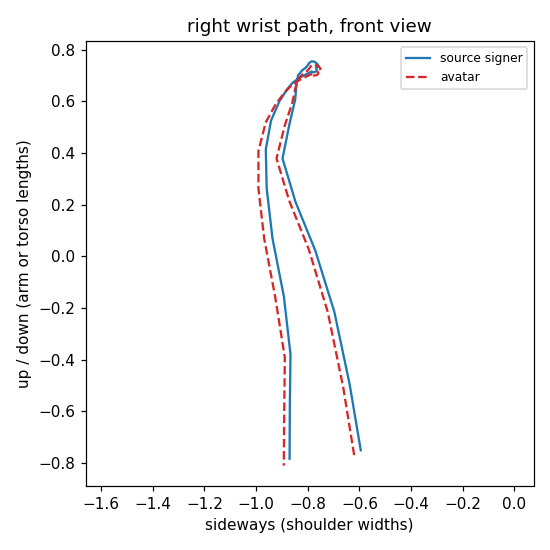 right wrist path, front view
source signer
avatar
up / down (arm or torso lengths)
0.8
0.6
0.4
0.2
0.0
−0.2
−0.4
−0.6
−0.8
−1.6 −1.4 −1.2 −1.0 −0.8 −0.6 −0.4 −0.2 0.0
sideways (shoulder widths)